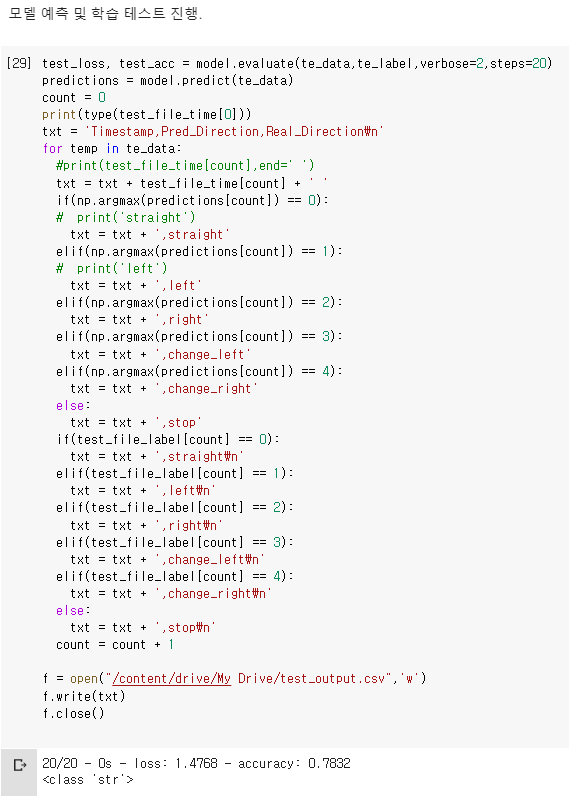 모델 예측 및 학습 테스트 진행.
[29] test_loss, test_acc = model.evaluate(te_data,te_label,verbose=2,steps=20)
predictions = model.predict(te_data)
count = 0
print(type(test_file_time[0]))
txt = 'Timestamp,Pred_Direction,Real_Direction₩n'
for temp in te_data:
  #print(test_file_time[count],end=' ')
  txt = txt + test_file_time[count] + ' '
  if(np.argmax(predictions[count]) == 0):
  #  print('straight')
    txt = txt + ',straight'
  elif(np.argmax(predictions[count]) == 1):
  #  print('left')
    txt = txt + ',left'
  elif(np.argmax(predictions[count]) == 2):
    txt = txt + ',right'
  elif(np.argmax(predictions[count]) == 3):
    txt = txt + ',change_left'
  elif(np.argmax(predictions[count]) == 4):
    txt = txt + ',change_right'
  else:
    txt = txt + ',stop'
  if(test_file_label[count] == 0):
    txt = txt + ',straight₩n'
  elif(test_file_label[count] == 1):
    txt = txt + ',left₩n'
  elif(test_file_label[count] == 2):
    txt = txt + ',right₩n'
  elif(test_file_label[count] == 3):
    txt = txt + ',change_left₩n'
  elif(test_file_label[count] == 4):
    txt = txt + ',change_right₩n'
  else:
    txt = txt + ',stop₩n'
  count = count + 1
f = open("/content/drive/My Drive/test_output.csv",'w')
f.write(txt)
f.close()
20/20 - 0s - loss: 1.4768 - accuracy: 0.7832
<class 'str'>